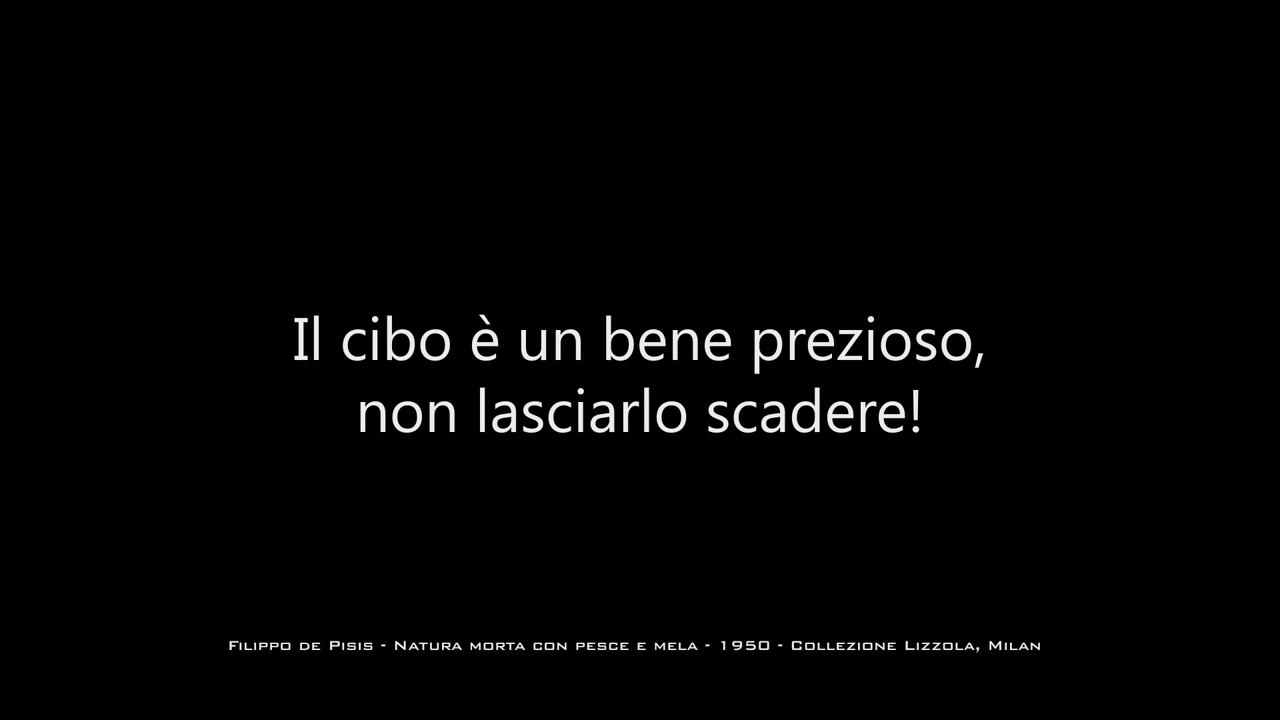 Il cibo è un bene prezioso,
non lasciarlo scadere!
Filippo de Pisis - Natura morta con pesce e mela - 1950 - Collezione Lizzola, Milan